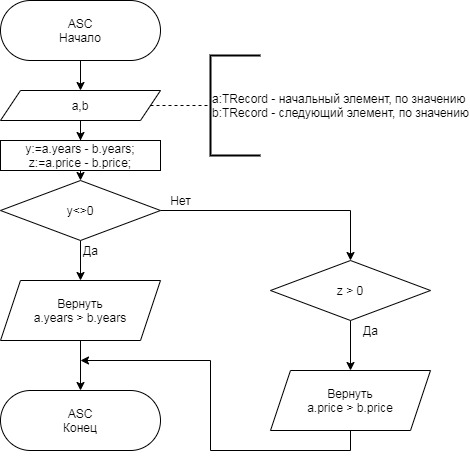 ASC
Начало
a,b
a:TRecord - начальный элемент, по значению
b:TRecord - следующий элемент, по значению
y:=a.years - b.years;
z:=a.price - b.price;
y<>0
Нет
Да
z > 0
Вернуть
a.years > b.years
Да
Вернуть
a.price > b.price
ASC
Конец